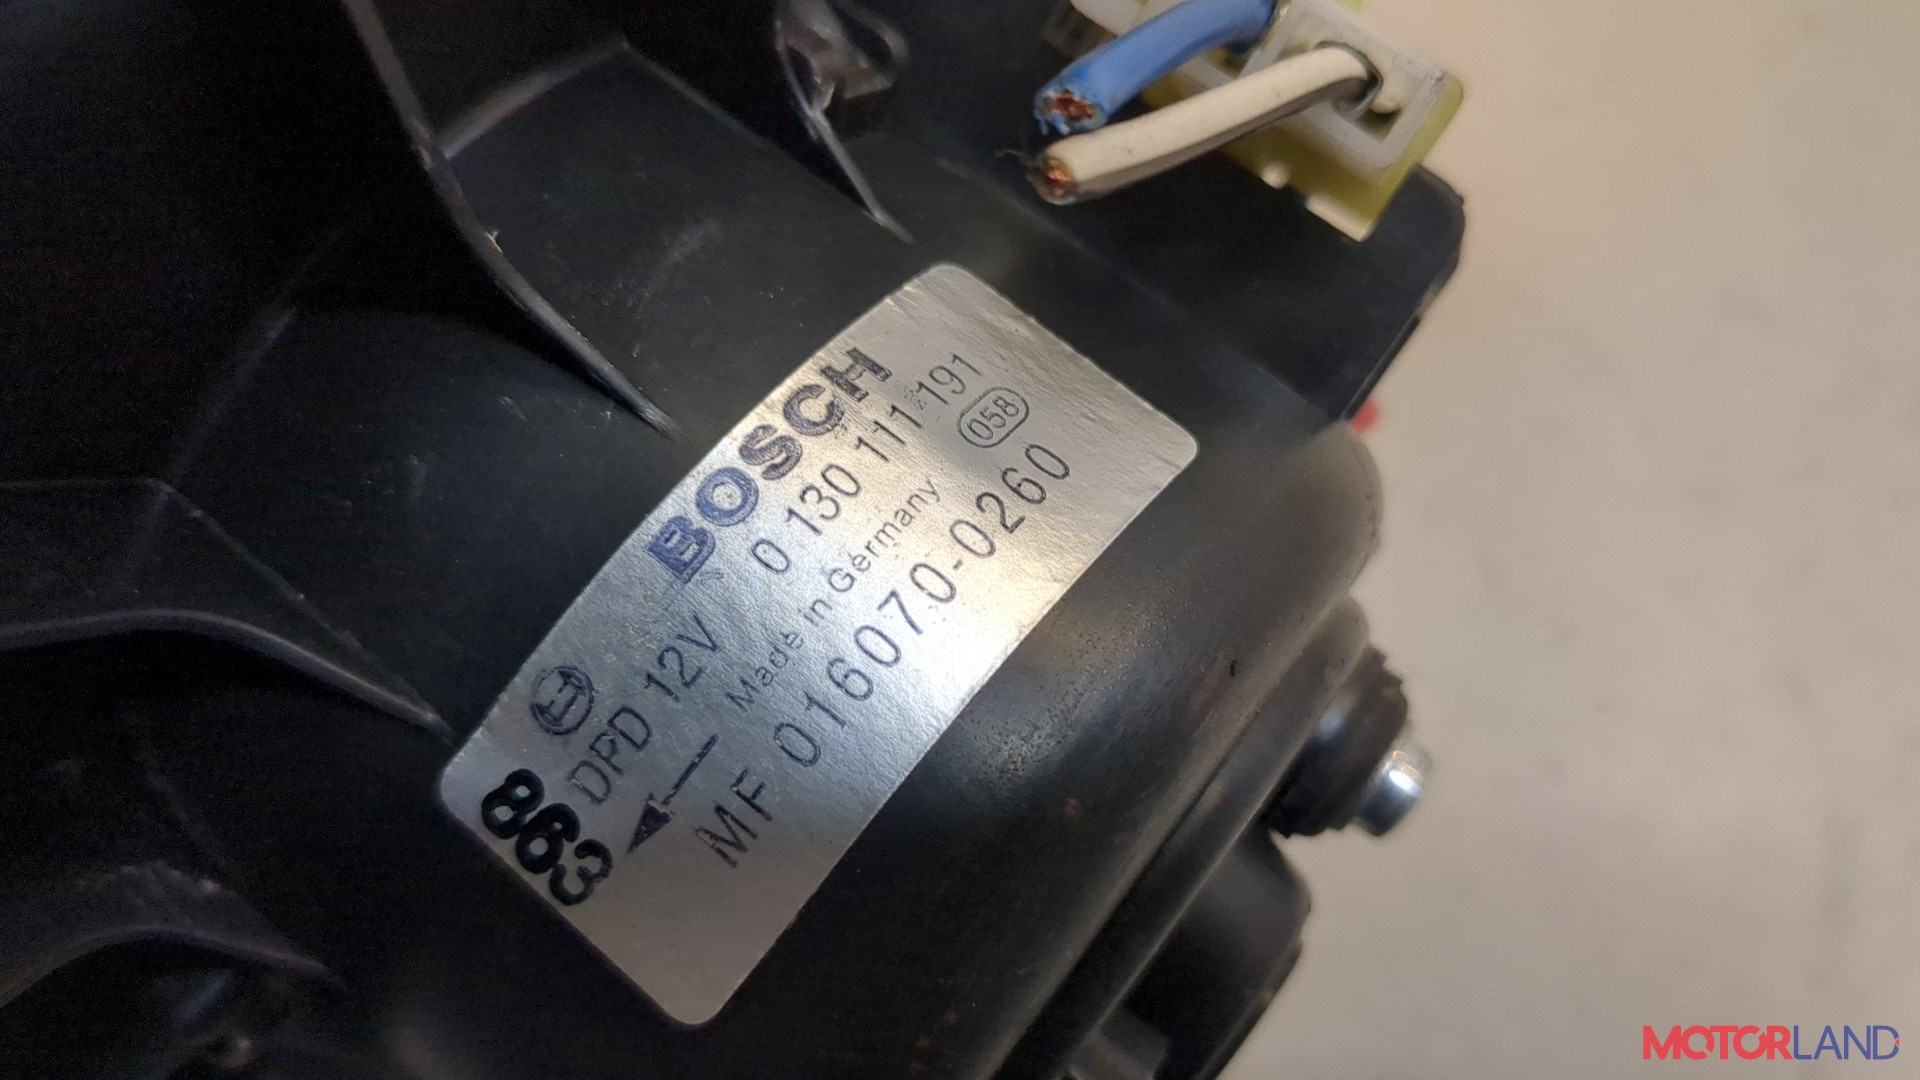 BOSCH
DPD 12V 0 130 111 191
Made in Germany 058
MF 016070-0260
863
MOTORLAND